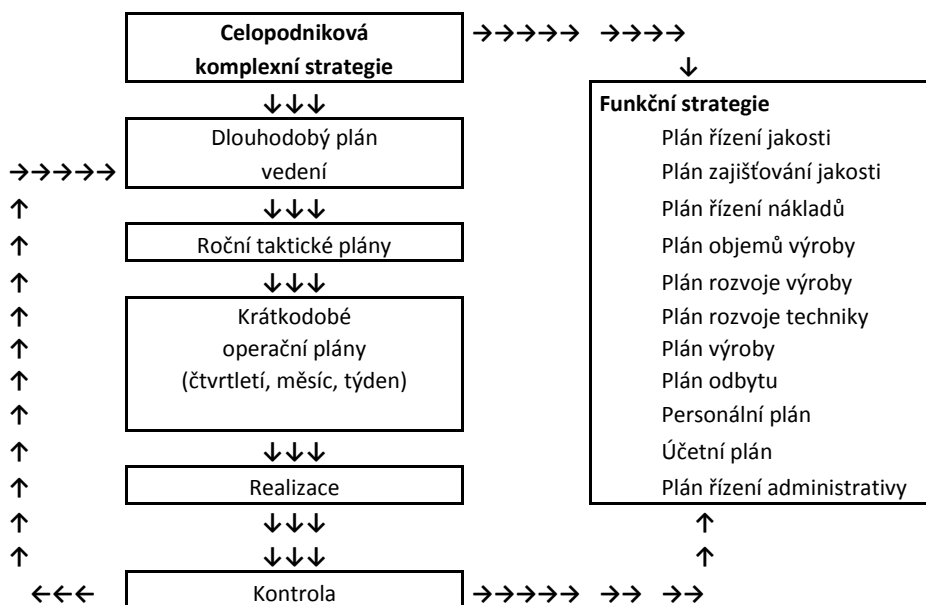 Celopodniková
komplexní strategie
Dlouhodobý plán
vedení
Roční taktické plány
Krátkodobé
operační plány
(čtvrtletí, měsíc, týden)
Realizace
Kontrola
Funkční strategie
Plán řízení jakosti
Plán zajišťování jakosti
Plán řízení nákladů
Plán objemů výroby
Plán rozvoje výroby
Plán rozvoje techniky
Plán výroby
Plán odbytu
Personální plán
Účetní plán
Plán řízení administrativy